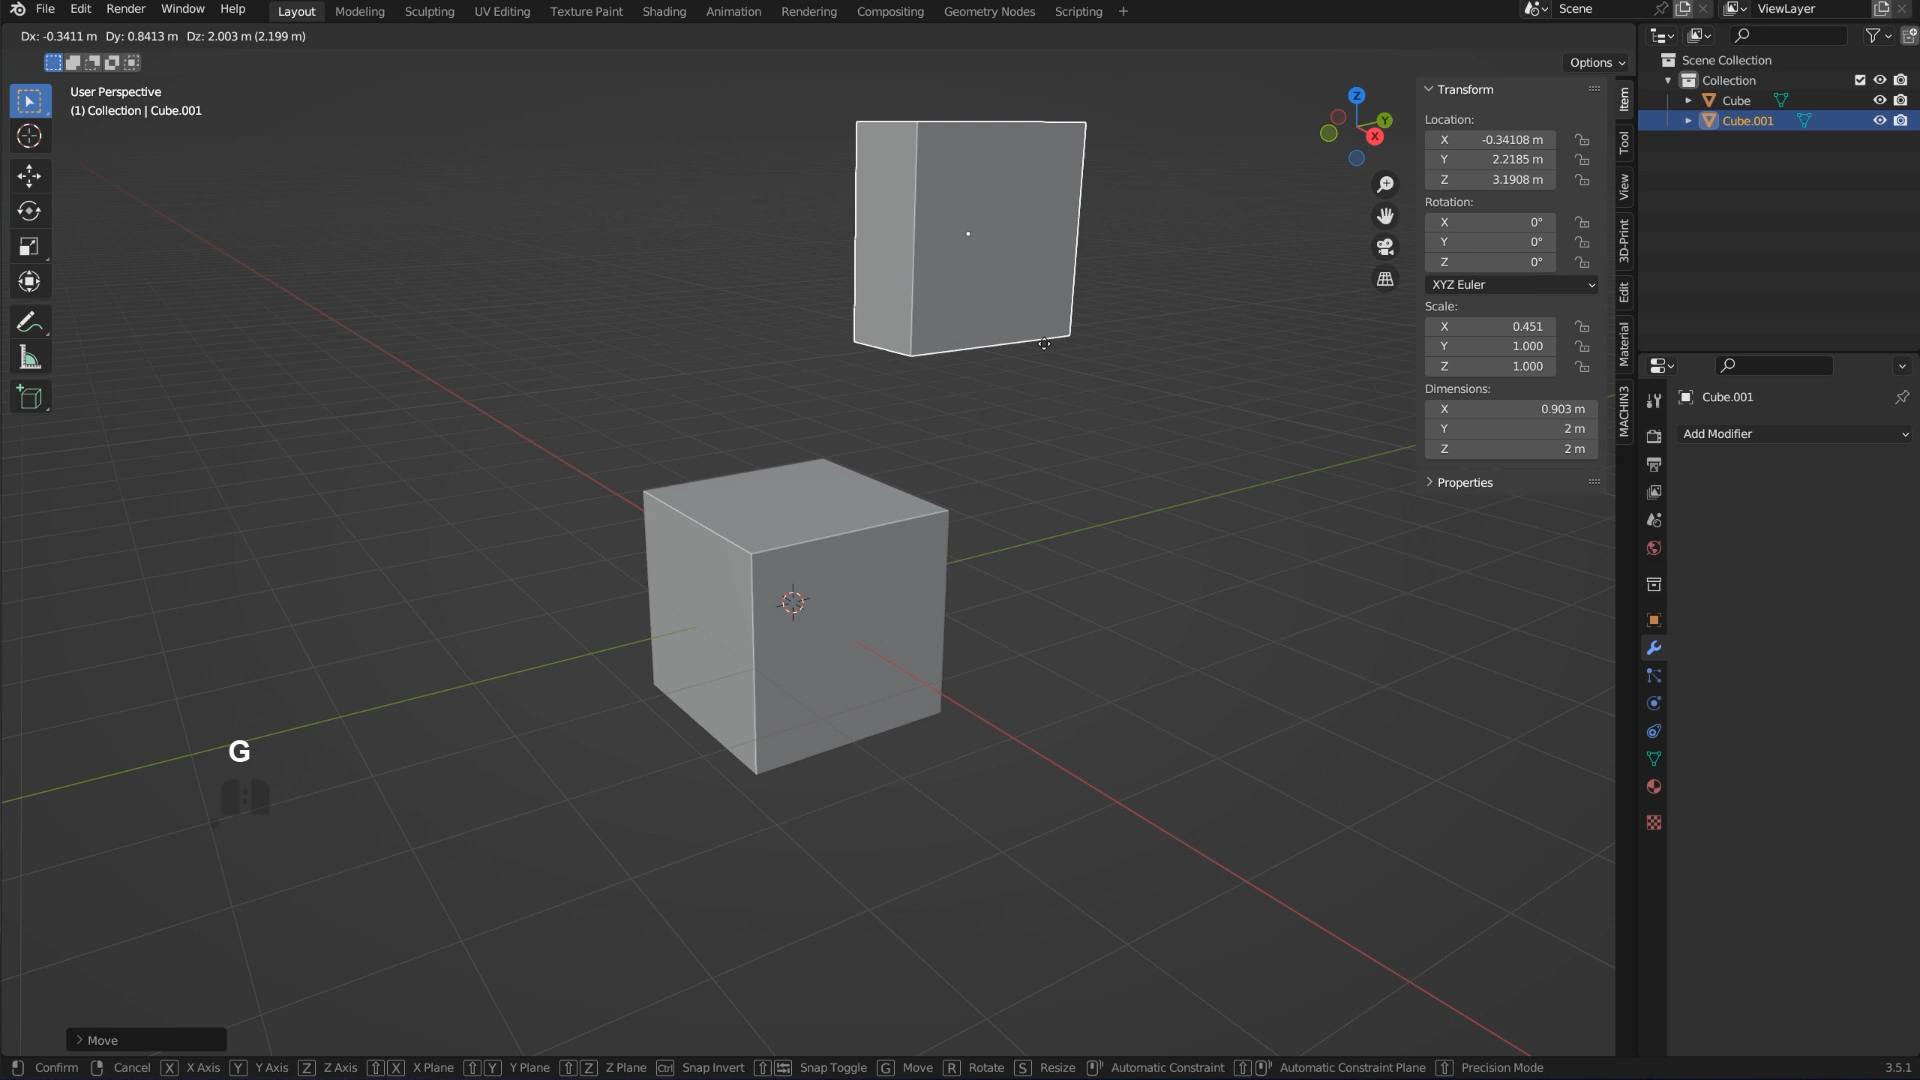 File Edit Render Window Help Layout Modeling Sculpting UV Editing Texture Paint Shading Animation Rendering Compositing Geometry Nodes Scripting + Scene ViewLayer
Dx: -0.3411 m Dy: 0.8413 m Dz: 2.003 m (2.199 m)
Options
User Perspective
(1) Collection | Cube.001
Z
Y
X
Transform
Location:
X -0.34108 m
Y 2.2185 m
Z 3.1908 m
Rotation:
X 0°
Y 0°
Z 0°
XYZ Euler
Scale:
X 0.451
Y 1.000
Z 1.000
Dimensions:
X 0.903 m
Y 2 m
Z 2 m
Properties
Item
Tool
View
3D-Print
Edit
Material
MACHIN3
Scene Collection
Collection
Cube
Cube.001
Cube.001
Add Modifier
G
Move
Confirm Cancel X X Axis Y Y Axis Z Z Axis X X Plane Y Y Plane Z Z Plane Ctrl Snap Invert Snap Toggle G Move R Rotate S Resize Automatic Constraint Automatic Constraint Plane Precision Mode 3.5.1